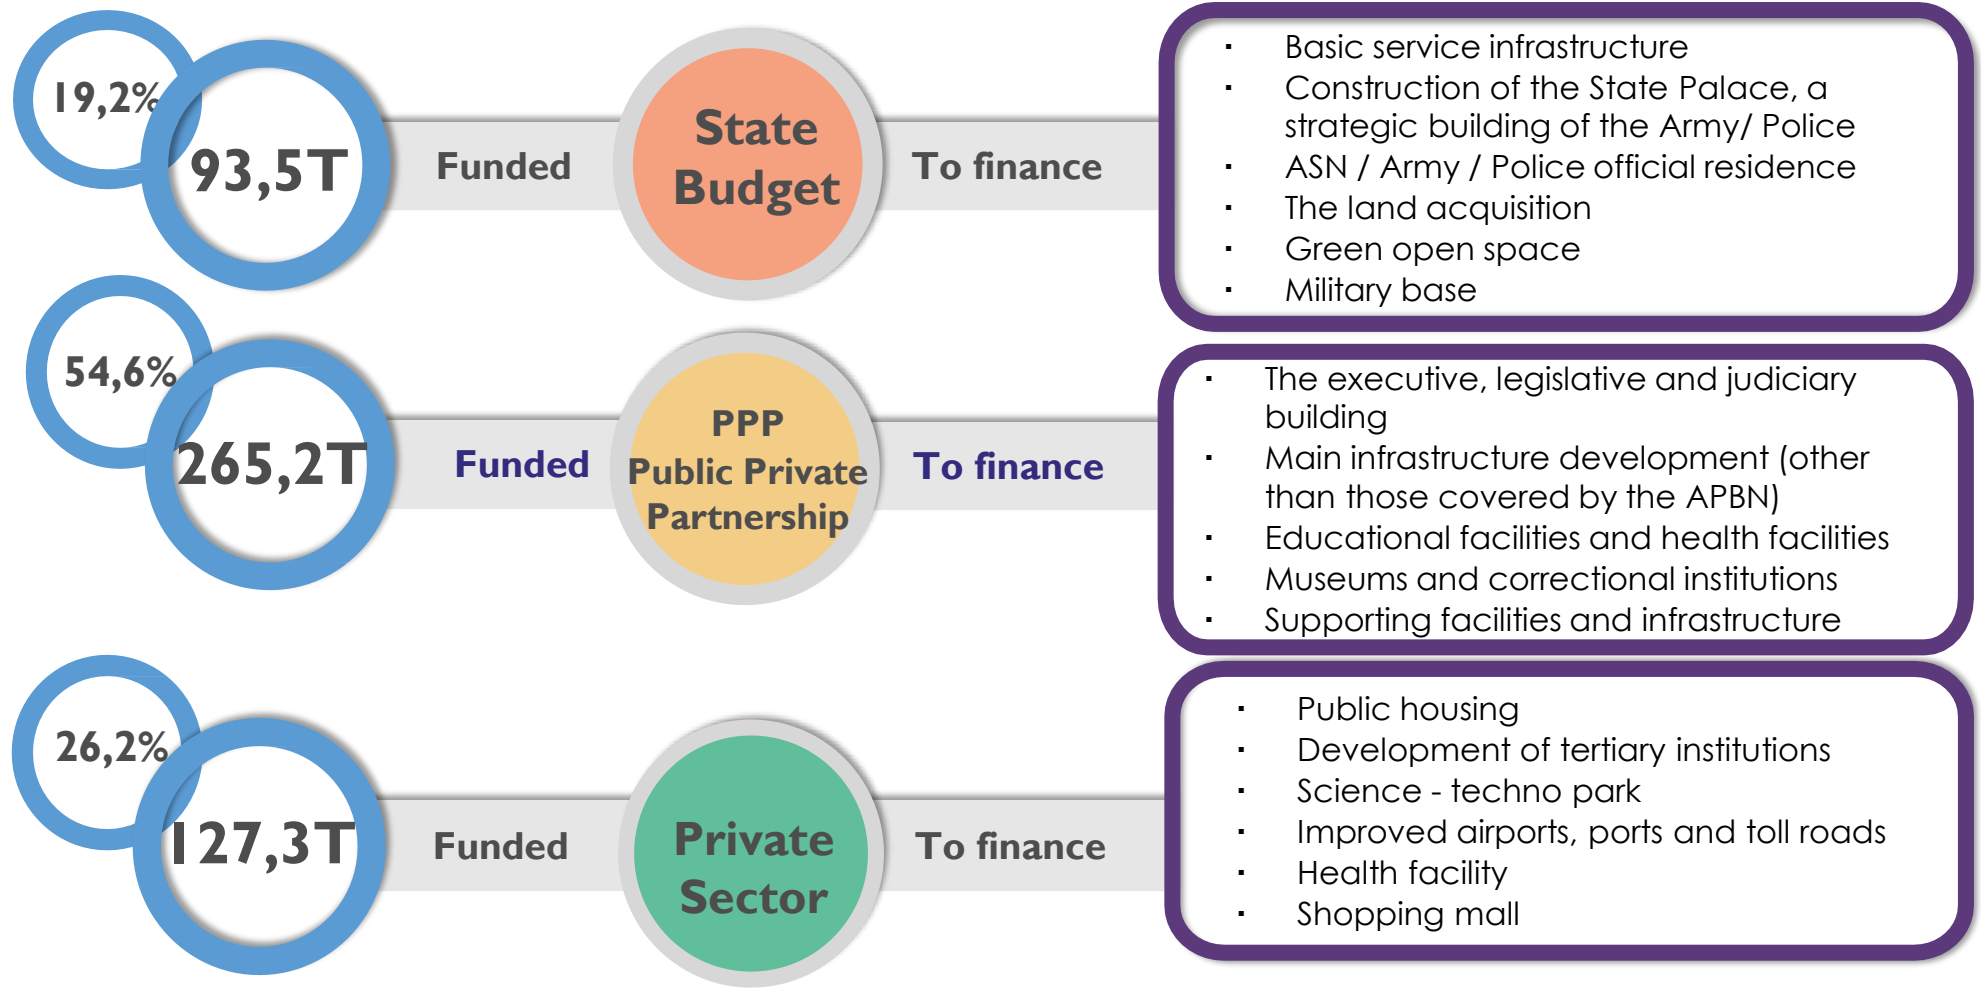 19,2%
93,5T
Funded
State
Budget
To finance
▪ Basic service infrastructure
▪ Construction of the State Palace, a
strategic building of the Army/ Police
▪ ASN / Army / Police official residence
▪ The land acquisition
▪ Green open space
▪ Military base
54,6%
265,2T
Funded
PPP
Public Private
Partnership
To finance
▪ The executive, legislative and judiciary
building
▪ Main infrastructure development (other
than those covered by the APBN)
▪ Educational facilities and health facilities
▪ Museums and correctional institutions
▪ Supporting facilities and infrastructure
26,2%
127,3T
Funded
Private
Sector
To finance
▪ Public housing
▪ Development of tertiary institutions
▪ Science - techno park
▪ Improved airports, ports and toll roads
▪ Health facility
▪ Shopping mall